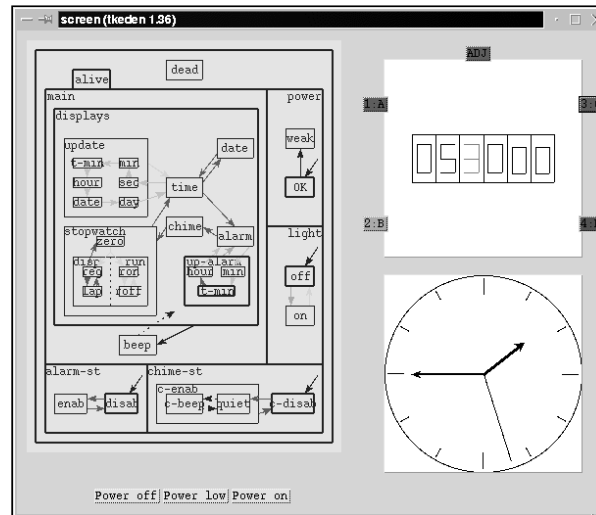 screen (tkeden 1.36)
ADJ
dead
alive
main
power
1:A
displays
update
date
weak
t-min
min
hour
sec
time
OK
date
day
053000
stopwatch
chime
2:B
zero
alarm
light
disp
run
up-alarm
req
ron
hour
min
off
lap
roff
t-min
on
beep
alarm-st
chime-st
c-enab
enab
disab
c-beep
quiet
c-disab
Power off
Power low
Power on